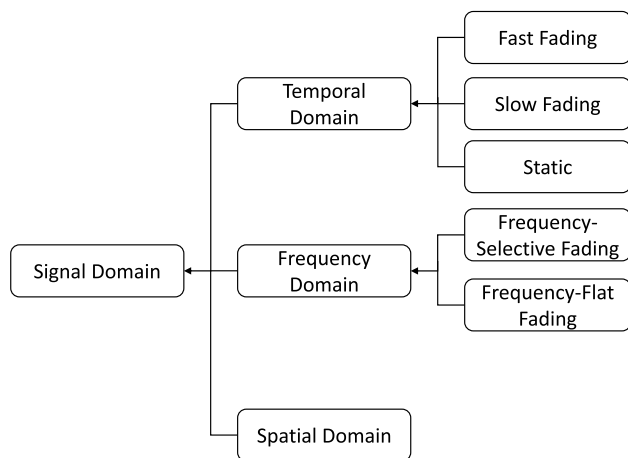 Fast Fading
Temporal
Domain
Slow Fading
Static
Frequency-
Selective Fading
Signal Domain
Frequency
Domain
Frequency-Flat
Fading
Spatial Domain